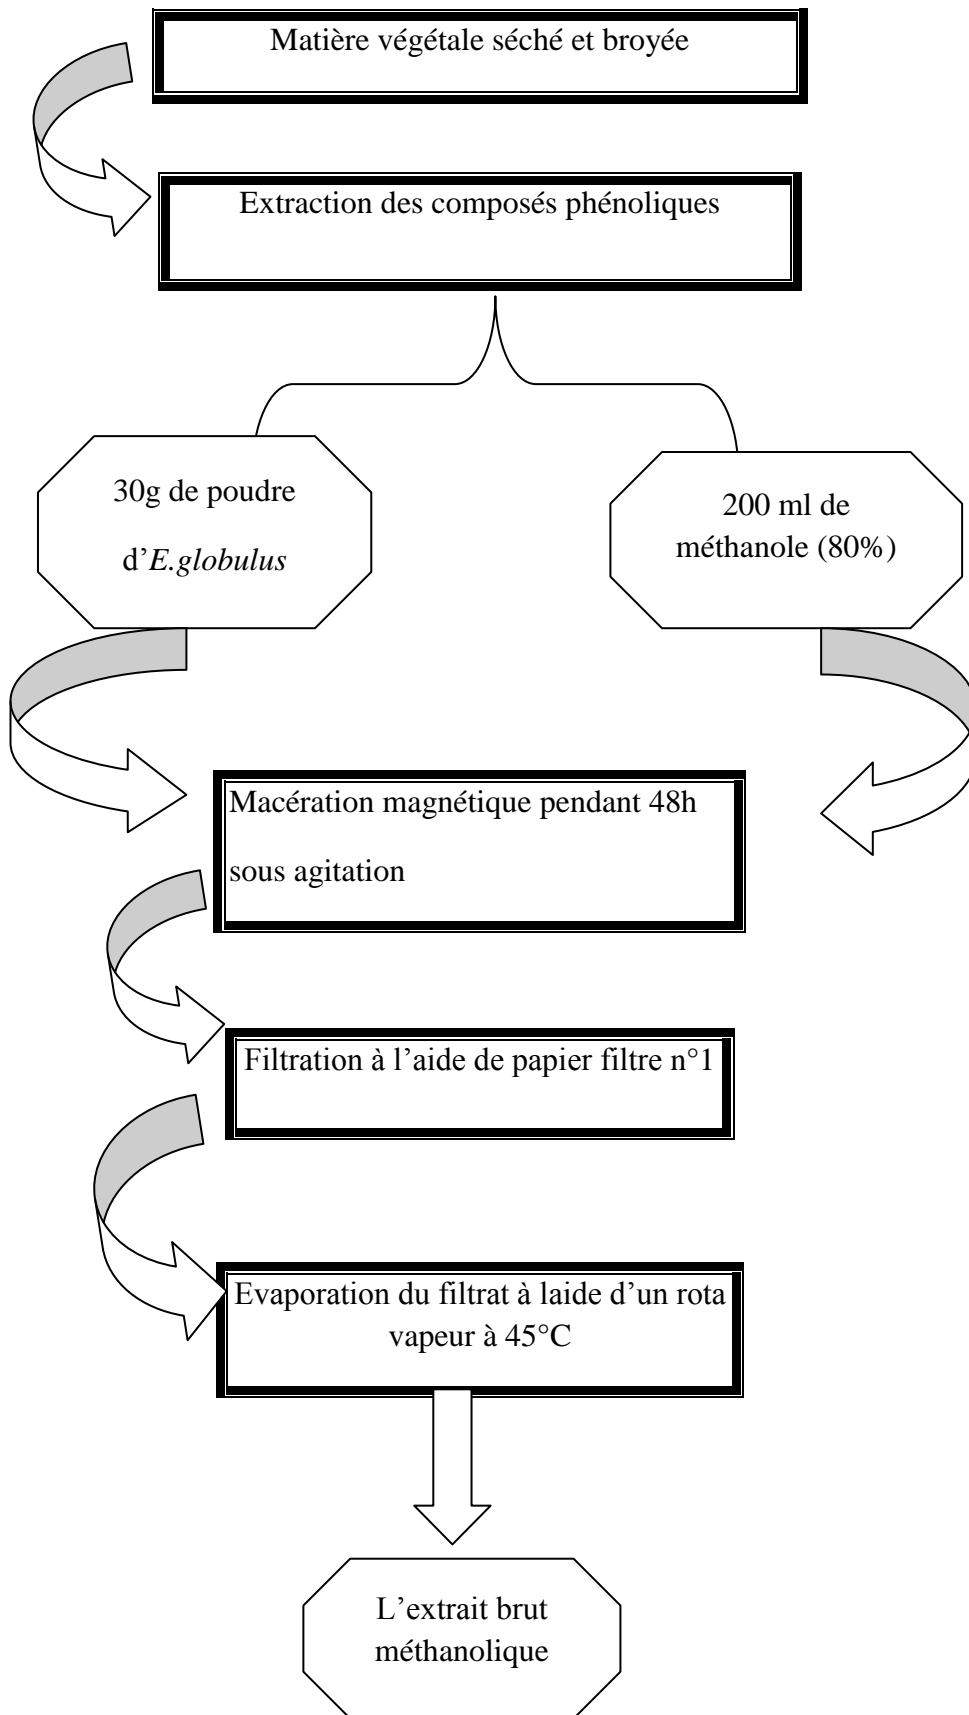 Matière végétale séché et broyée
Extraction des composés phénoliques
30g de poudre
d’E.globulus
200 ml de
méthanole (80%)
Macération magnétique pendant 48h
sous agitation
Filtration à l’aide de papier filtre n°1
Evaporation du filtrat à laide d’un rota
vapeur à 45°C
L’extrait brut
méthanolique